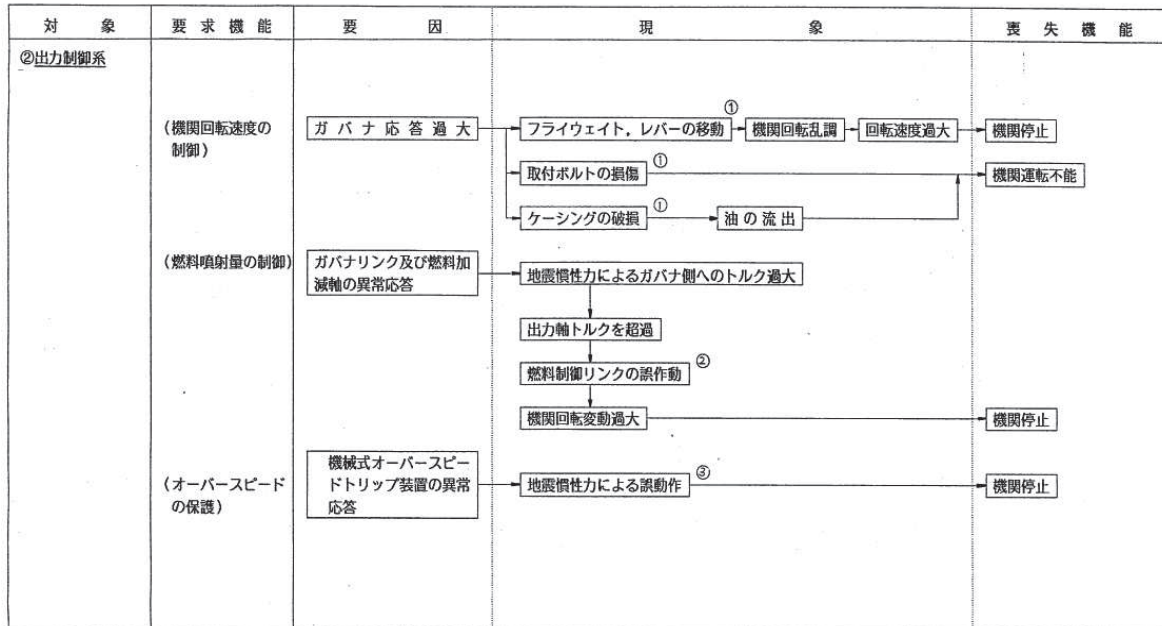 対象 要求機能 要因 現象 喪失機能
②出力制御系
(機関回転速度の
制御)
ガバナ応答過大
フライウェイト，レバーの移動 ① 機関回転乱調 回転速度過大 機関停止
取付ボルトの損傷 ① 機関運転不能
ケーシングの破損 ① 油の流出
(燃料噴射量の制御)
ガバナリンク及び燃料加
減軸の異常応答
地震慣性力によるガバナ側へのトルク過大
出力軸トルクを超過
燃料制御リンクの誤作動 ②
機関回転変動過大 機関停止
(オーバースピード
の保護)
機械式オーバースピー
ドトリップ装置の異常
応答
地震慣性力による誤動作 ③ 機関停止